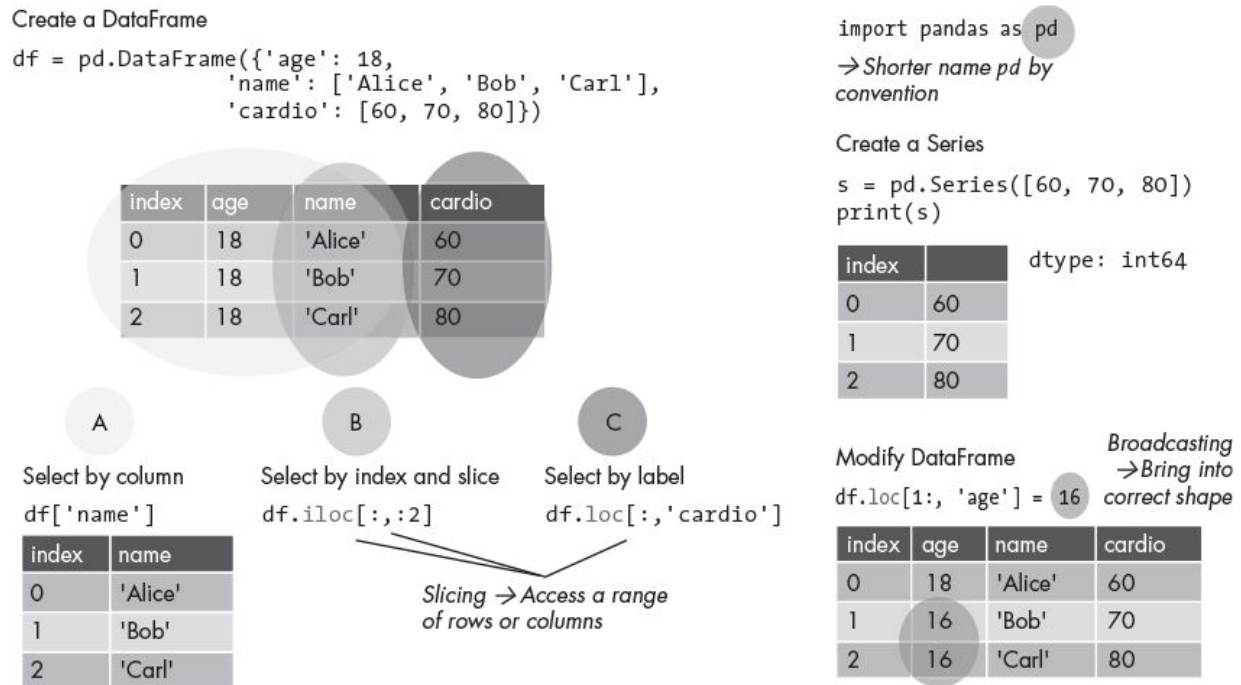 Create a DataFrame
df = pd.DataFrame({'age': 18,
'name': ['Alice', 'Bob', 'Carl'],
'cardio': [60, 70, 80]})
index age name cardio
0 18 'Alice' 60
1 18 'Bob' 70
2 18 'Carl' 80
A
Select by column
df['name']
index name
0 'Alice'
1 'Bob'
2 'Carl'
B
Select by index and slice
df.iloc[:,:2]
C
Select by label
df.loc[:,'cardio']
Slicing → Access a range
of rows or columns
import pandas as pd
→ Shorter name pd by
convention
Create a Series
s = pd.Series([60, 70, 80])
print(s)
index
0 60
1 70
2 80
dtype: int64
Modify DataFrame
df.loc[1:, 'age'] = 16
Broadcasting
→ Bring into
correct shape
index age name cardio
0 18 'Alice' 60
1 16 'Bob' 70
2 16 'Carl' 80